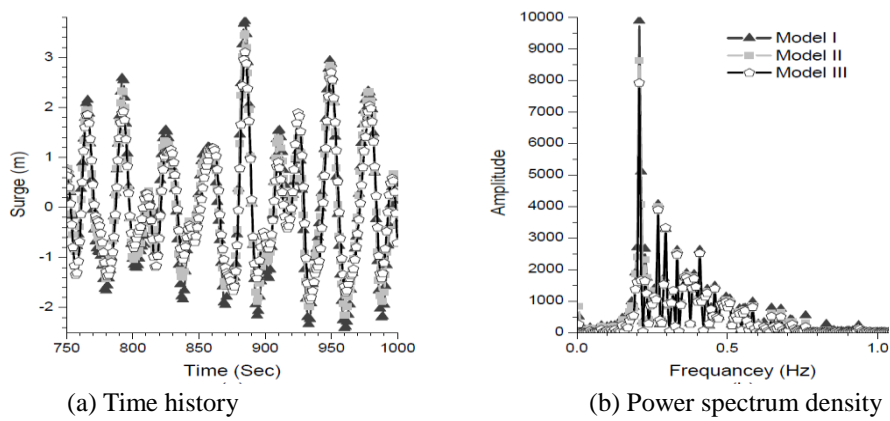 3
2
1
0
-1
-2
Surge (m)
750 800 850 900 950 1000
Time (Sec)
(a) Time history
10000
9000
8000
7000
6000
5000
4000
3000
2000
1000
0
Amplitude
Model I
Model II
Model III
0.0 0.5 1.0
Frequancey (Hz)
(b) Power spectrum density